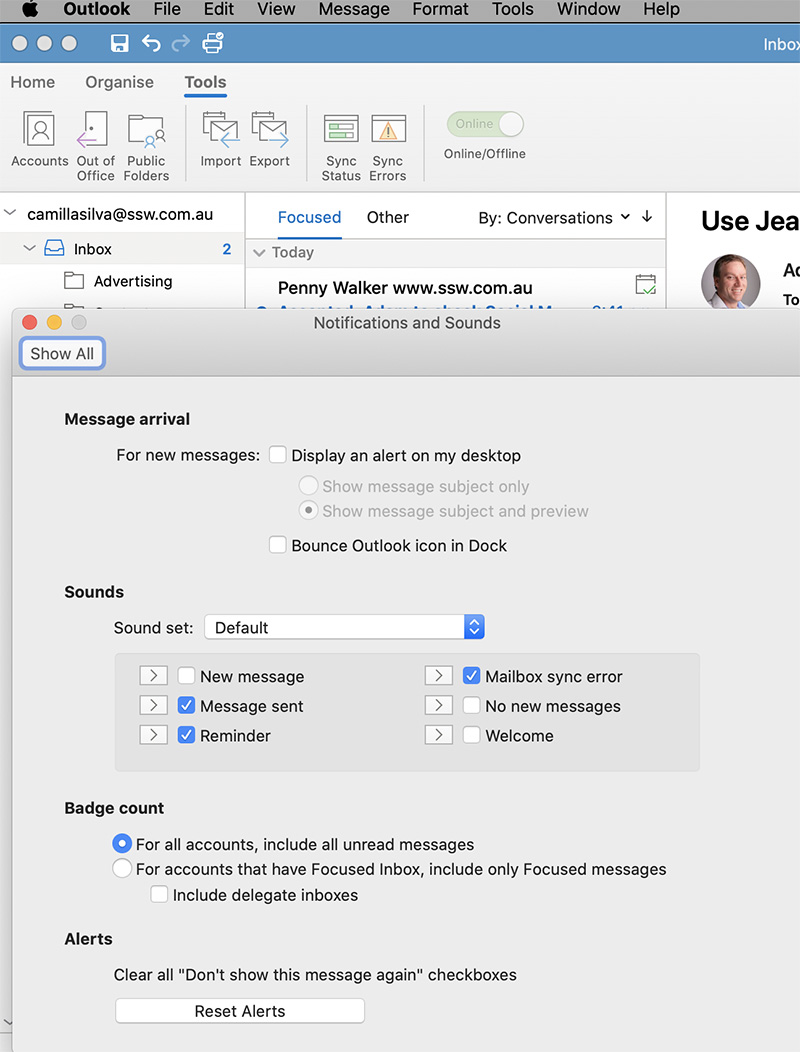 Outlook File Edit View Message Format Tools Window Help
Inbox
Home Organise Tools
Online
Accounts Out of Office Public Folders Import Export Sync Status Sync Errors Online/Offline
camillasilva@ssw.com.au
Focused Other By: Conversations
Use Jea
Inbox 2
Today
Advertising
Penny Walker www.ssw.com.au
Ad
To
Notifications and Sounds
Show All
Message arrival
For new messages: Display an alert on my desktop
Show message subject only
Show message subject and preview
Bounce Outlook icon in Dock
Sounds
Sound set: Default
New message Mailbox sync error
Message sent No new messages
Reminder Welcome
Badge count
For all accounts, include all unread messages
For accounts that have Focused Inbox, include only Focused messages
Include delegate inboxes
Alerts
Clear all "Don't show this message again" checkboxes
Reset Alerts